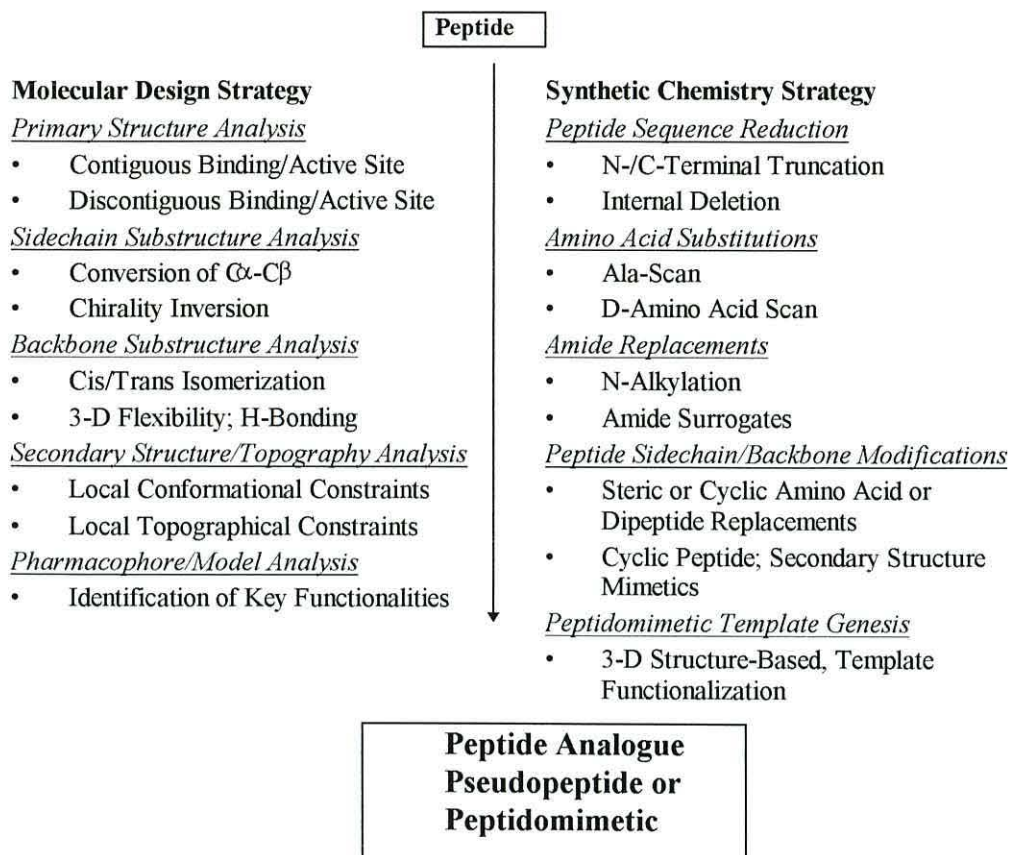 Peptide
Molecular Design Strategy
Primary Structure Analysis
• Contiguous Binding/Active Site
• Discontiguous Binding/Active Site
Sidechain Substructure Analysis
• Conversion of Cα-Cβ
• Chirality Inversion
Backbone Substructure Analysis
• Cis/Trans Isomerization
• 3-D Flexibility; H-Bonding
Secondary Structure/Topography Analysis
• Local Conformational Constraints
• Local Topographical Constraints
Pharmacophore/Model Analysis
• Identification of Key Functionalities
Synthetic Chemistry Strategy
Peptide Sequence Reduction
• N-/C-Terminal Truncation
• Internal Deletion
Amino Acid Substitutions
• Ala-Scan
• D-Amino Acid Scan
Amide Replacements
• N-Alkylation
• Amide Surrogates
Peptide Sidechain/Backbone Modifications
• Steric or Cyclic Amino Acid or
Dipeptide Replacements
• Cyclic Peptide; Secondary Structure
Mimetics
Peptidomimetic Template Genesis
• 3-D Structure-Based, Template
Functionalization
Peptide Analogue
Pseudopeptide or
Peptidomimetic